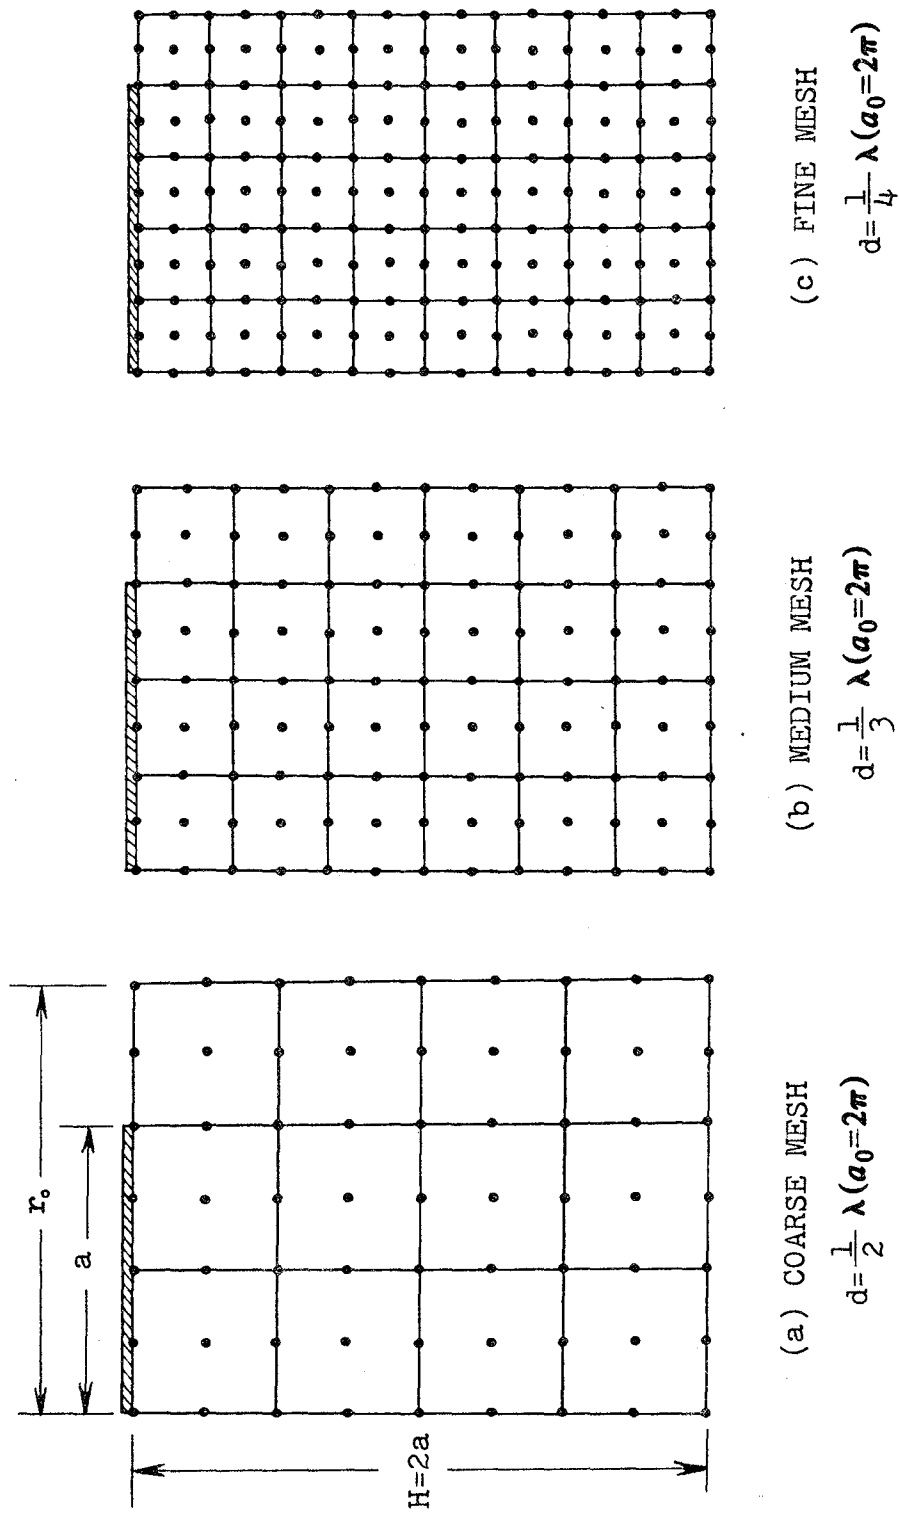 r₀
a
H=2a
(a) COARSE MESH
d=1/2 λ(a₀=2π)
(b) MEDIUM MESH
d=1/3 λ(a₀=2π)
(c) FINE MESH
d=1/4 λ(a₀=2π)